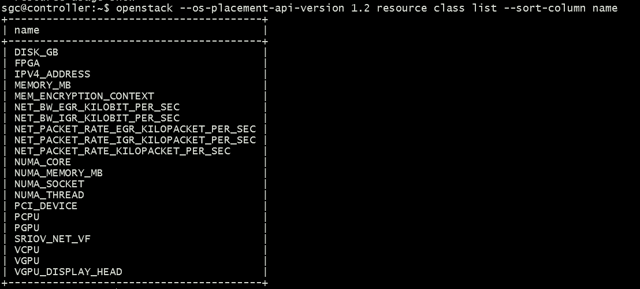 sgc@controller:~$ openstack --os-placement-api-version 1.2 resource class list --sort-column name
+----------------------------------------+
| name                                   |
+----------------------------------------+
| DISK_GB                                |
| FPGA                                   |
| IPV4_ADDRESS                           |
| MEMORY_MB                              |
| MEM_ENCRYPTION_CONTEXT                 |
| NET_BW_EGR_KILOBIT_PER_SEC             |
| NET_BW_IGR_KILOBIT_PER_SEC             |
| NET_PACKET_RATE_EGR_KILOPACKET_PER_SEC |
| NET_PACKET_RATE_IGR_KILOPACKET_PER_SEC |
| NET_PACKET_RATE_KILOPACKET_PER_SEC     |
| NUMA_CORE                              |
| NUMA_MEMORY_MB                         |
| NUMA_SOCKET                            |
| NUMA_THREAD                            |
| PCI_DEVICE                             |
| PCPU                                   |
| PGPU                                   |
| SRIOV_NET_VF                           |
| VCPU                                   |
| VGPU                                   |
| VGPU_DISPLAY_HEAD                      |
+----------------------------------------+